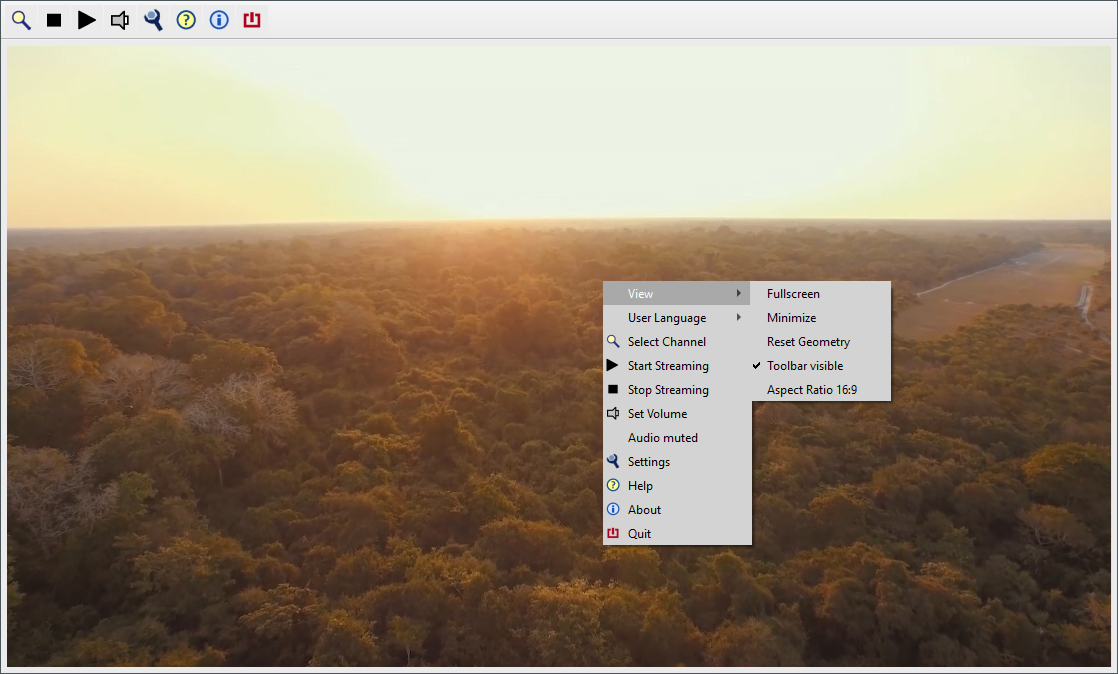 View
User Language
Select Channel
Start Streaming
Stop Streaming
Set Volume
Audio muted
Settings
Help
About
Quit
Fullscreen
Minimize
Reset Geometry
Toolbar visible
Aspect Ratio 16:9